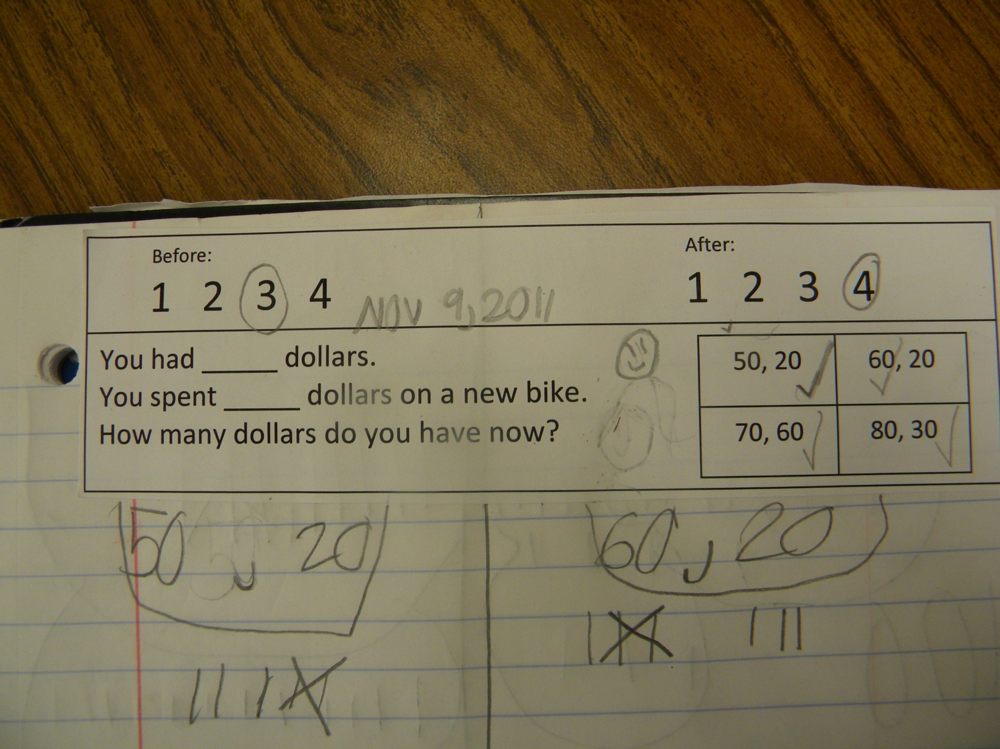 Before:
After:
1 2 3 4
NOV 9, 2011
1 2 3 4
You had ______ dollars.
You spent ______ dollars on a new bike.
How many dollars do you have now?
50, 20
60, 20
70, 60
80, 30
50, 20
60, 20